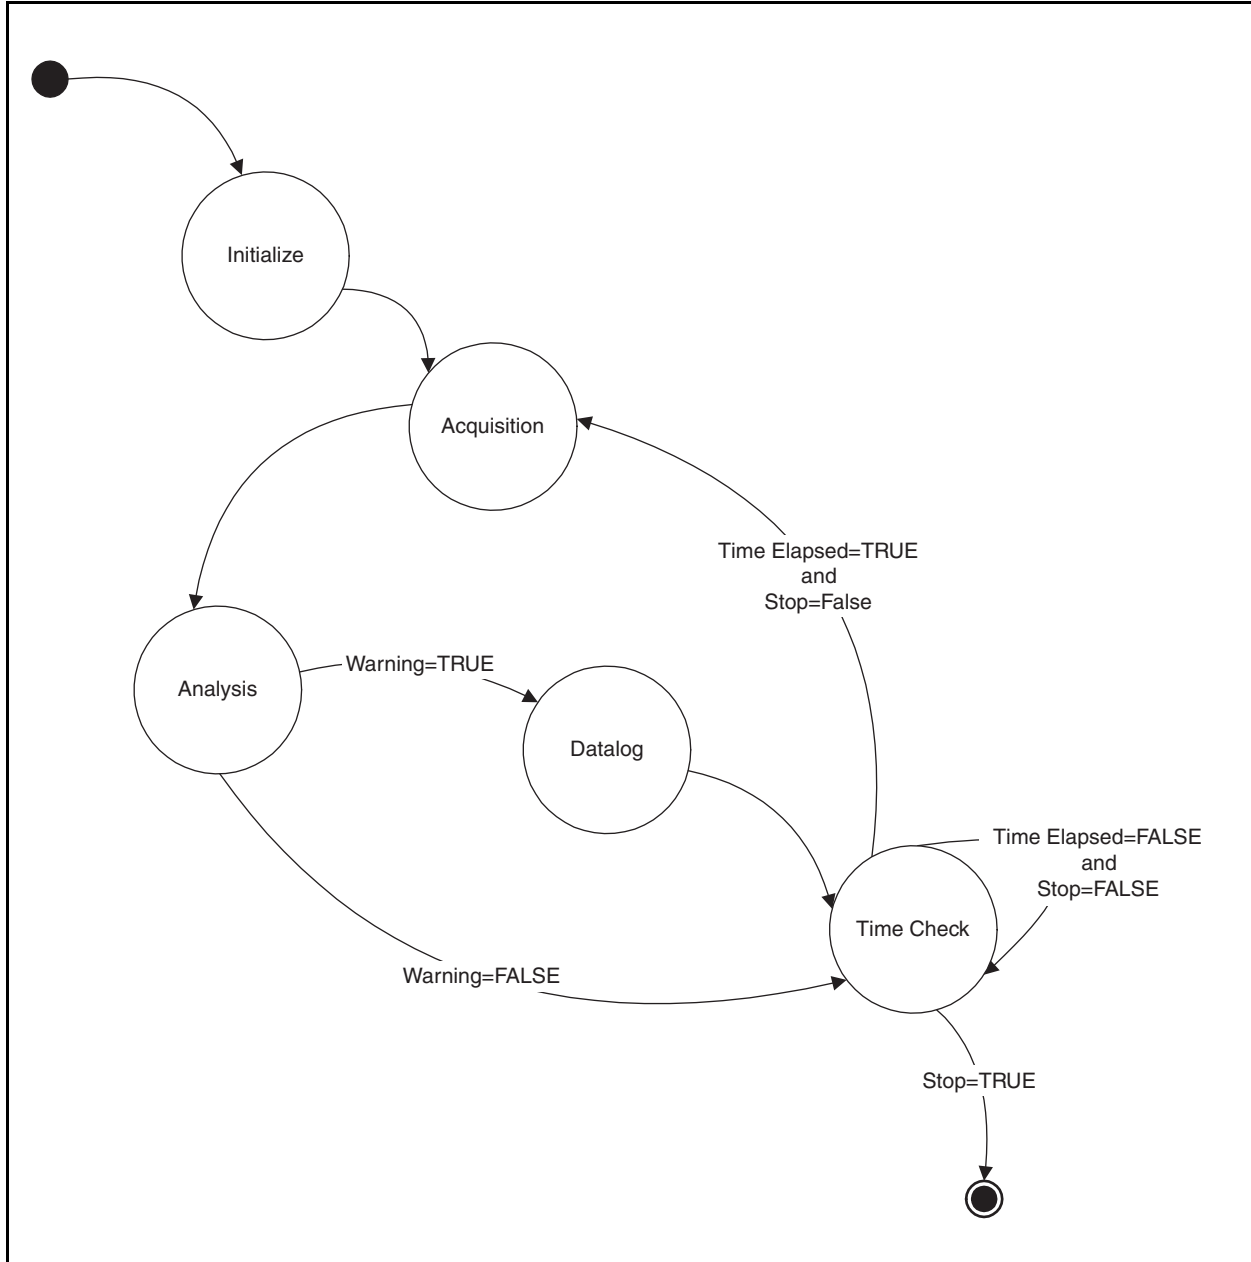 Initialize
Acquisition
Time Elapsed=TRUE
and
Stop=False
Warning=TRUE
Analysis
Datalog
Time Elapsed=FALSE
and
Stop=FALSE
Time Check
Warning=FALSE
Stop=TRUE